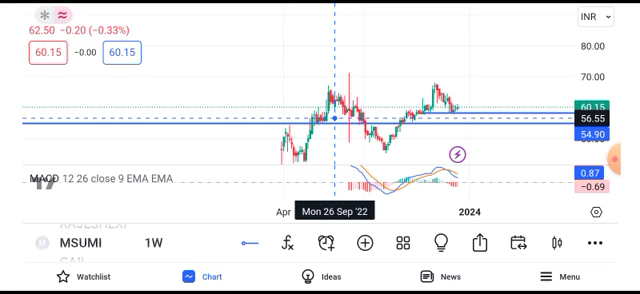 INR
62.50 −0.20 (−0.33%)
60.15 −0.00 60.15
80.00
70.00
60.15
56.55
54.90
MACD 12 26 close 9 EMA EMA
0.87
−0.69
Apr Mon 26 Sep '22 2024
M MSUMI 1W
Watchlist Chart Ideas News Menu